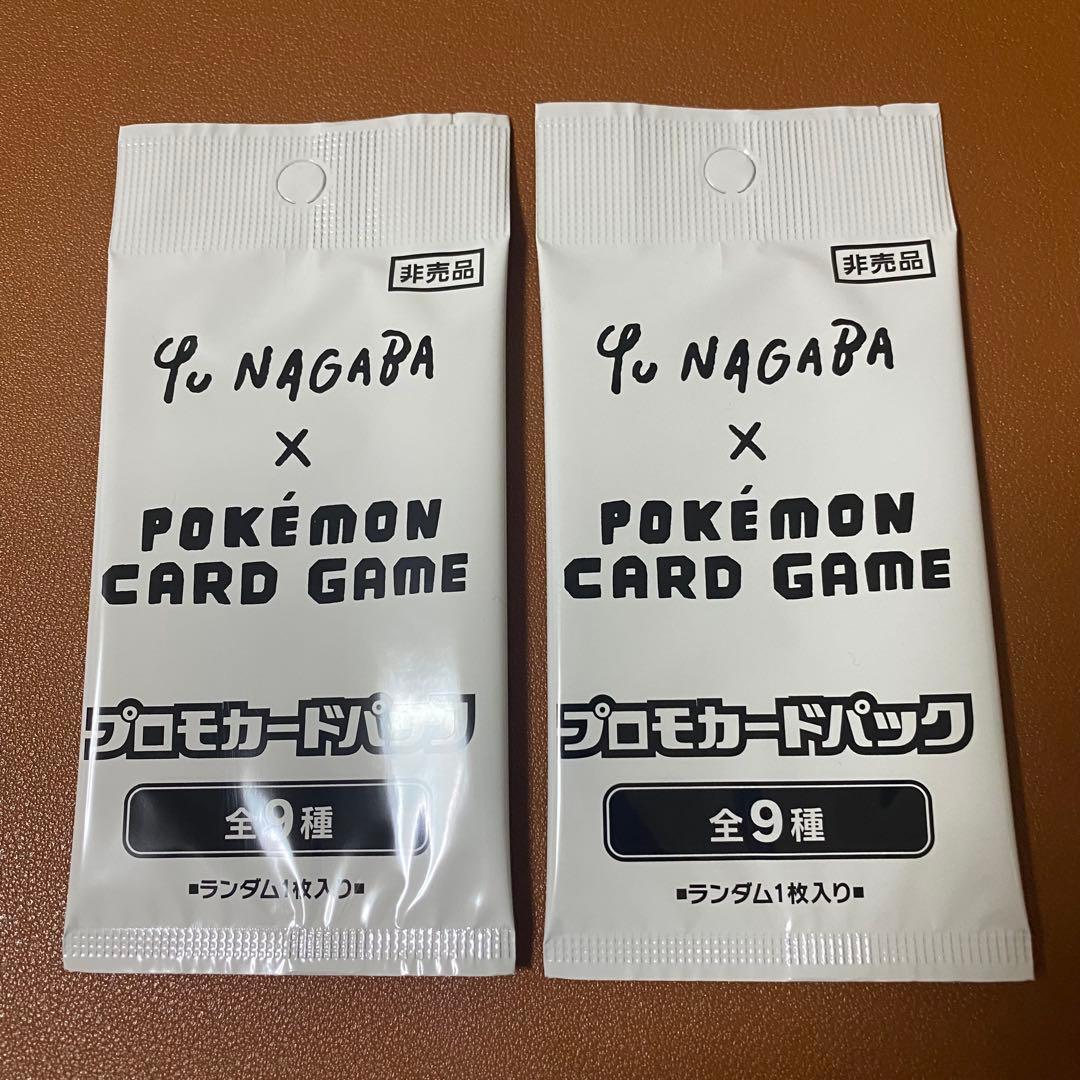 非売品
Yu NAGABA
×
POKÉMON
CARD GAME
プロモカードパック
全9種
■ランダム1枚入り■
非売品
Yu NAGABA
×
POKÉMON
CARD GAME
プロモカードパック
全9種
■ランダム1枚入り■